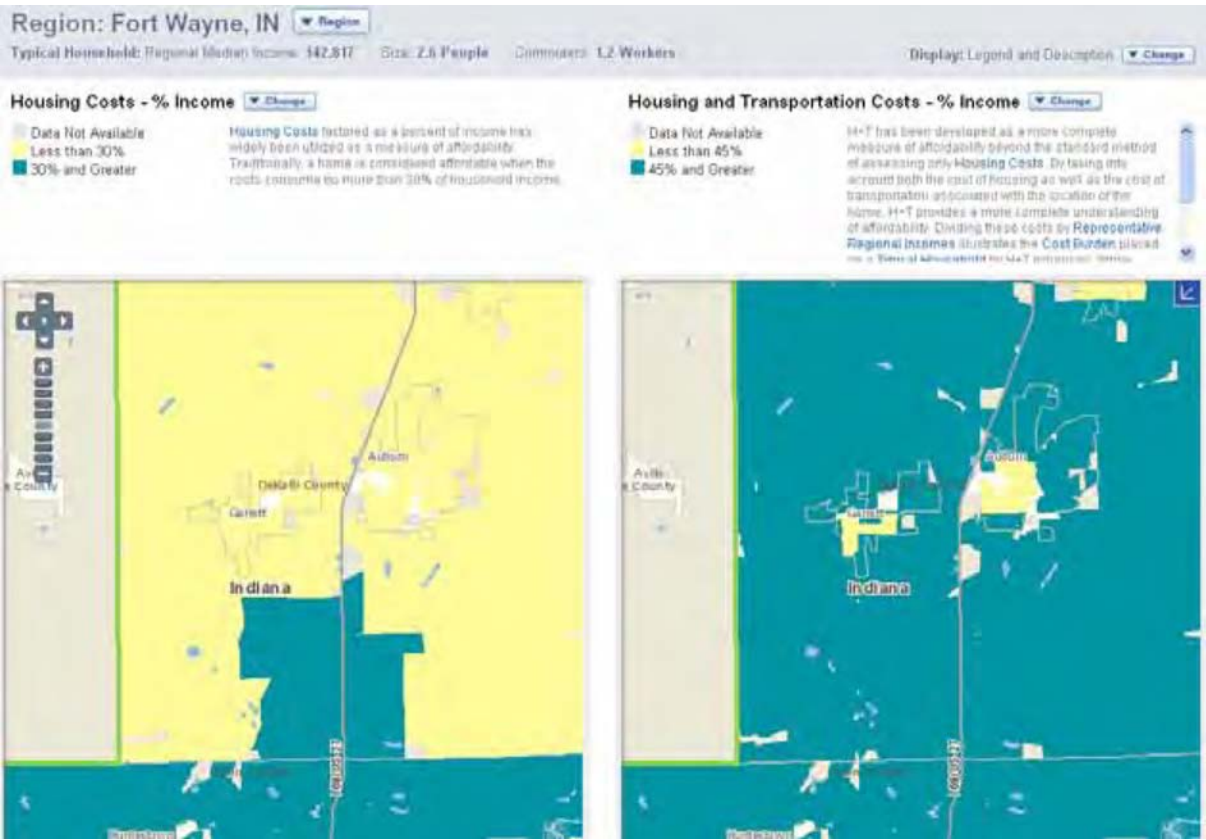 Region: Fort Wayne, IN Region
Typical Household: Regional Median Income: $42,817 Size: 2.6 People Commuters: 1.2 Workers
Display: Legend and Description Change
Housing Costs - % Income Change
Data Not Available
Less than 30%
30% and Greater
Housing Costs factored as a percent of income has
widely been utilized as a measure of affordability.
Traditionally, a home is considered affordable when the
costs consume no more than 30% of household income.
Housing and Transportation Costs - % Income Change
Data Not Available
Less than 45%
45% and Greater
H+T has been developed as a more complete
measure of affordability beyond the standard method
of assessing only Housing Costs. By taking into
account both the cost of housing as well as the cost of
transportation associated with the location of the
home, H+T provides a more complete understanding
of affordability. Dividing these costs by Representative
Regional Incomes illustrates the Cost Burden placed
on a Typical Household by H+T
Auburn
DeKalb County
Garrett
County
Indiana
Auburn
Garrett
County
Indiana